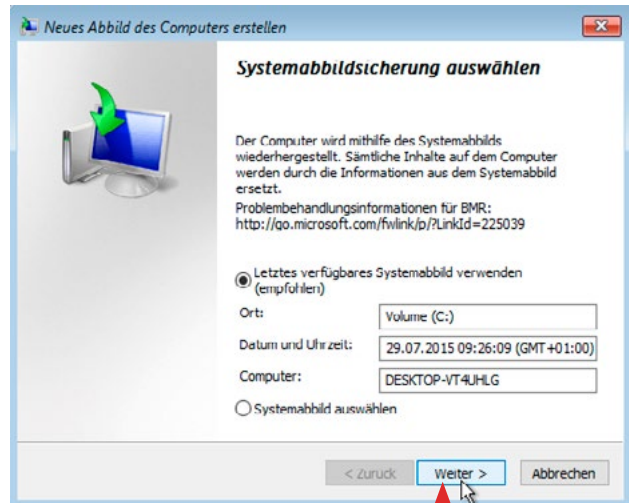 Neues Abbild des Computers erstellen
Systemabbildsicherung auswählen
Der Computer wird mithilfe des Systemabbilds
wiederhergestellt. Sämtliche Inhalte auf dem Computer
werden durch die Informationen aus dem Systemabbild
ersetzt.
Problembehandlungsinformationen für BMR:
http://go.microsoft.com/fwlink/p/?LinkId=225039
Letztes verfügbares Systemabbild verwenden
(empfohlen)
Ort: Volume (C:)
Datum und Uhrzeit: 29.07.2015 09:26:09 (GMT+01:00)
Computer: DESKTOP-VT4UHLG
Systemabbild auswählen
< Zurück Weiter > Abbrechen